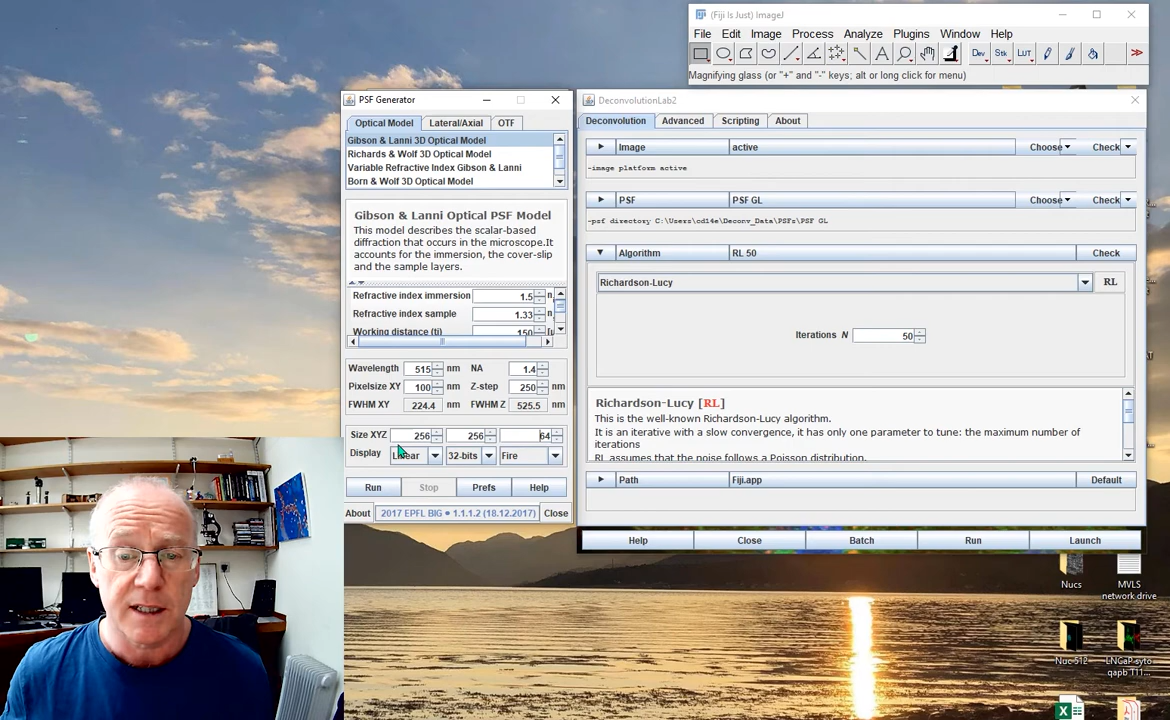 (Fiji Is Just) ImageJ
File Edit Image Process Analyze Plugins Window Help
Dev Stk LUT
Magnifying glass (or "+" and "-" keys; alt or long click for menu)
PSF Generator
Optical Model Lateral/Axial OTF
Gibson & Lanni 3D Optical Model
Richards & Wolf 3D Optical Model
Variable Refractive Index Gibson & Lanni
Born & Wolf 3D Optical Model
Gibson & Lanni Optical PSF Model
This model describes the scalar-based
diffraction that occurs in the microscope.It
accounts for the immersion, the cover-slip
and the sample layers.
Refractive index immersion 1.5
Refractive index sample 1.33
Working distance (ti) 150
Wavelength 515 nm NA 1.4
Pixelsize XY 100 nm Z-step 250 nm
FWHM XY 224.4 nm FWHM Z 525.5 nm
Size XYZ 256 256 64
Display Linear 32-bits Fire
Run Stop Prefs Help
About 2017 EPFL BIG • 1.1.1.2 (18.12.2017) Close
DeconvolutionLab2
Deconvolution Advanced Scripting About
Image active Choose Check
-image platform active
PSF PSF GL Choose Check
-psf directory C:\Users\cd14e\Deconv_Data\PSFs\PSF GL
Algorithm RL 50 Check
Richardson-Lucy RL
Iterations N 50
Richardson-Lucy [RL]
This is the well-known Richardson-Lucy algorithm.
It is an iterative with a slow convergence, it has only one parameter to tune: the maximum number of
iterations
RL assumes that the noise follows a Poisson distribution.
Path Fiji.app Default
Help Close Batch Run Launch
Nucs
MVLS
network drive
Nuc 512
LNCaP-syto
qapb T11...